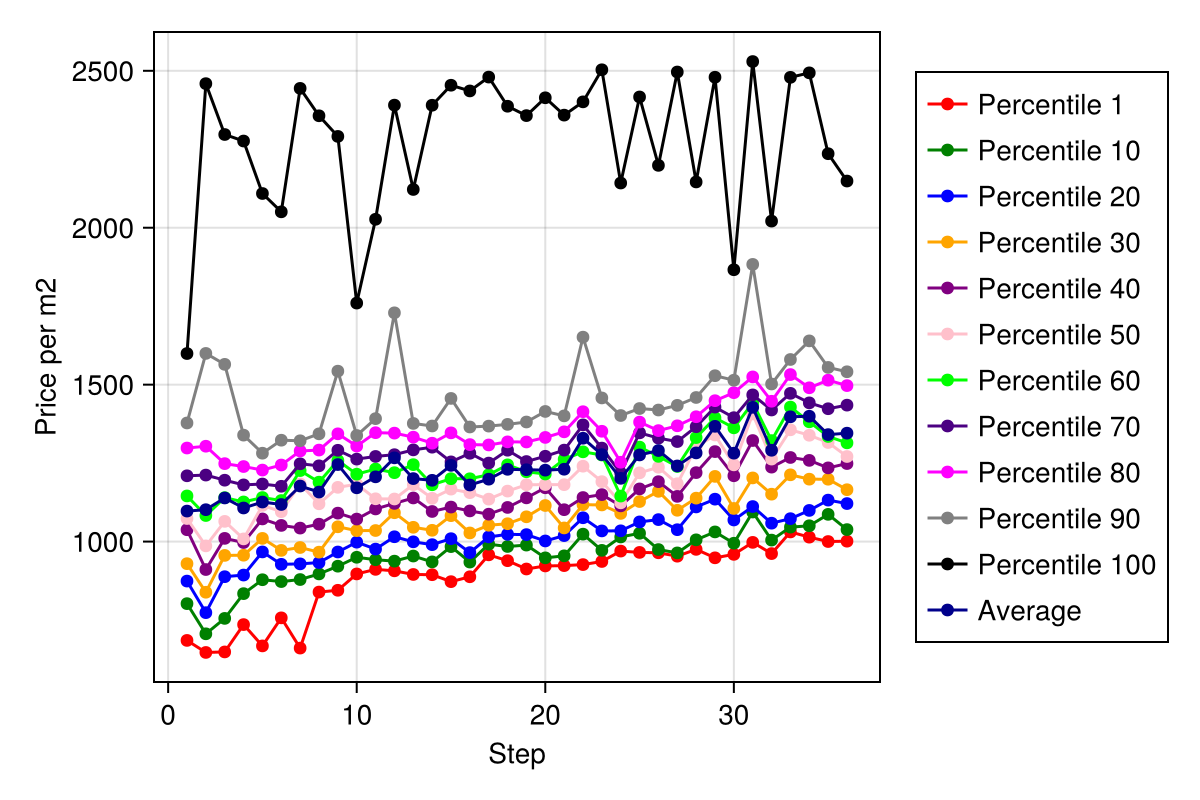 2500
2000
1500
1000
Price per m2
0 10 20 30
Step
Percentile 1
Percentile 10
Percentile 20
Percentile 30
Percentile 40
Percentile 50
Percentile 60
Percentile 70
Percentile 80
Percentile 90
Percentile 100
Average